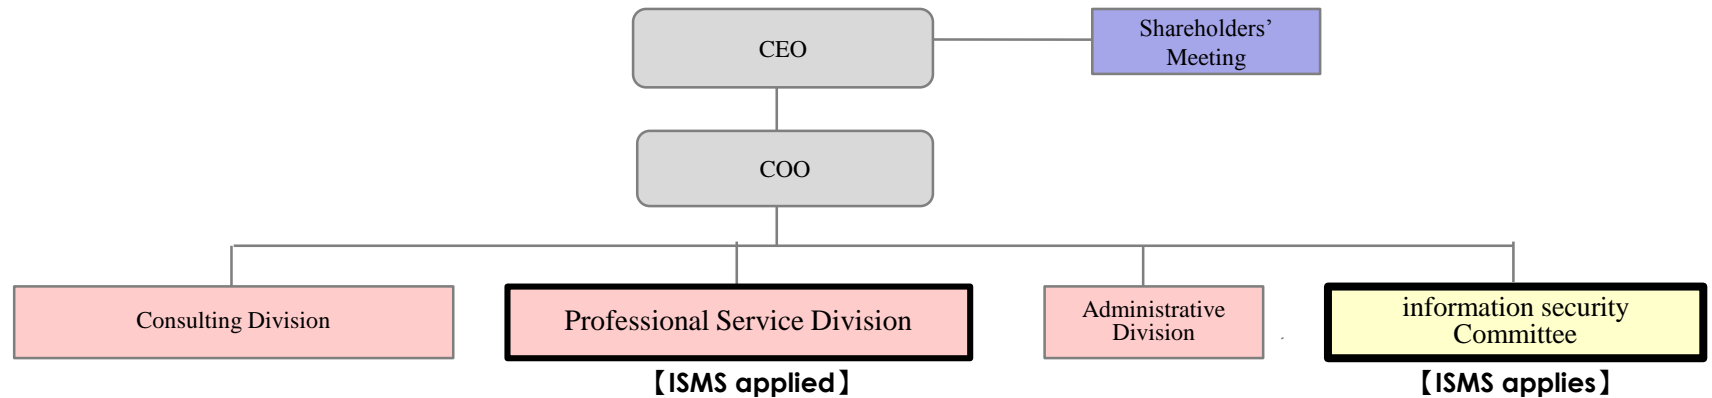 CEO
Shareholders’
Meeting
COO
Consulting Division
Professional Service Division
Administrative
Division
information security
Committee
【ISMS applied】
【ISMS applies】